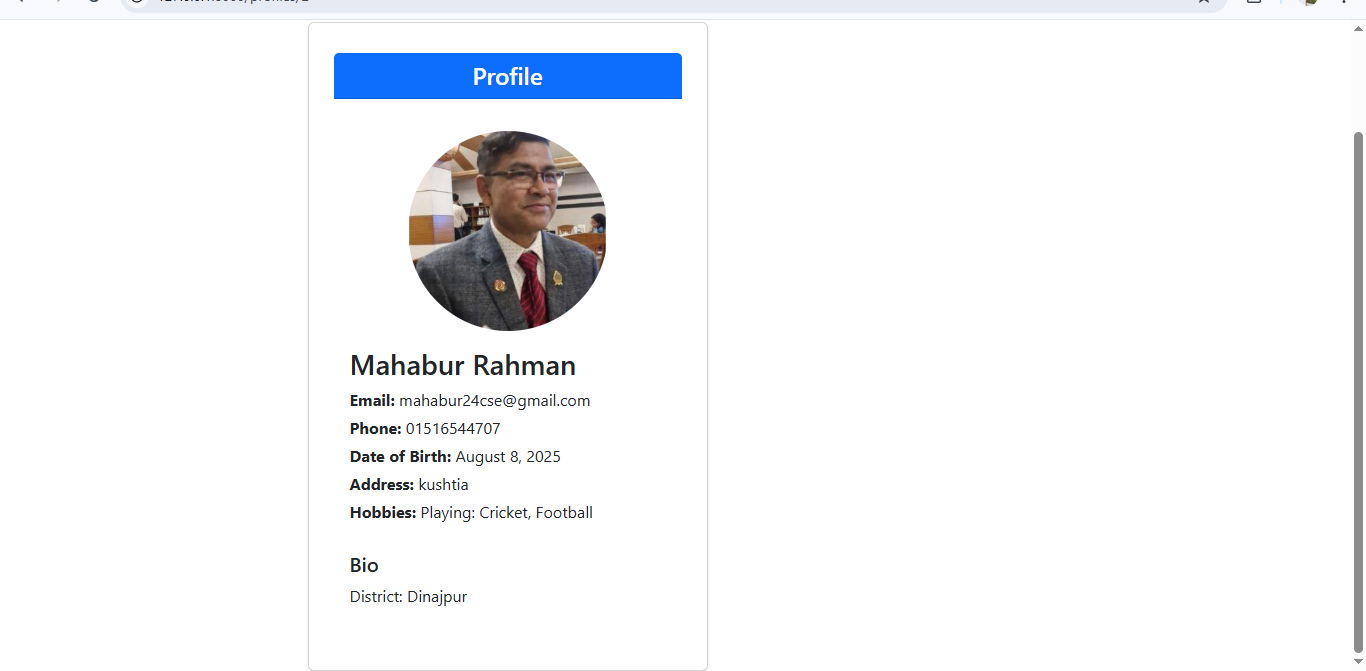 Profile
Mahabur Rahman
Email: mahabur24cse@gmail.com
Phone: 01516544707
Date of Birth: August 8, 2025
Address: kushtia
Hobbies: Playing: Cricket, Football
Bio
District: Dinajpur